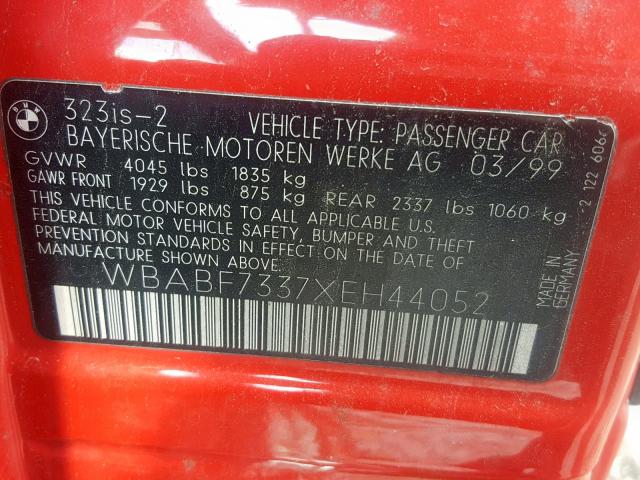 BMW
323is-2 VEHICLE TYPE: PASSENGER CAR
BAYERISCHE MOTOREN WERKE AG 03/99
GVWR 4045 lbs 1835 kg
GAWR FRONT 1929 lbs 875 kg REAR 2337 lbs 1060 kg
THIS VEHICLE CONFORMS TO ALL APPLICABLE U.S.
FEDERAL MOTOR VEHICLE SAFETY, BUMPER AND THEFT
PREVENTION STANDARDS IN EFFECT ON THE DATE OF
MANUFACTURE SHOWN ABOVE.
WBABF7337XEH44052
MADE IN
GERMANY
2 122 606